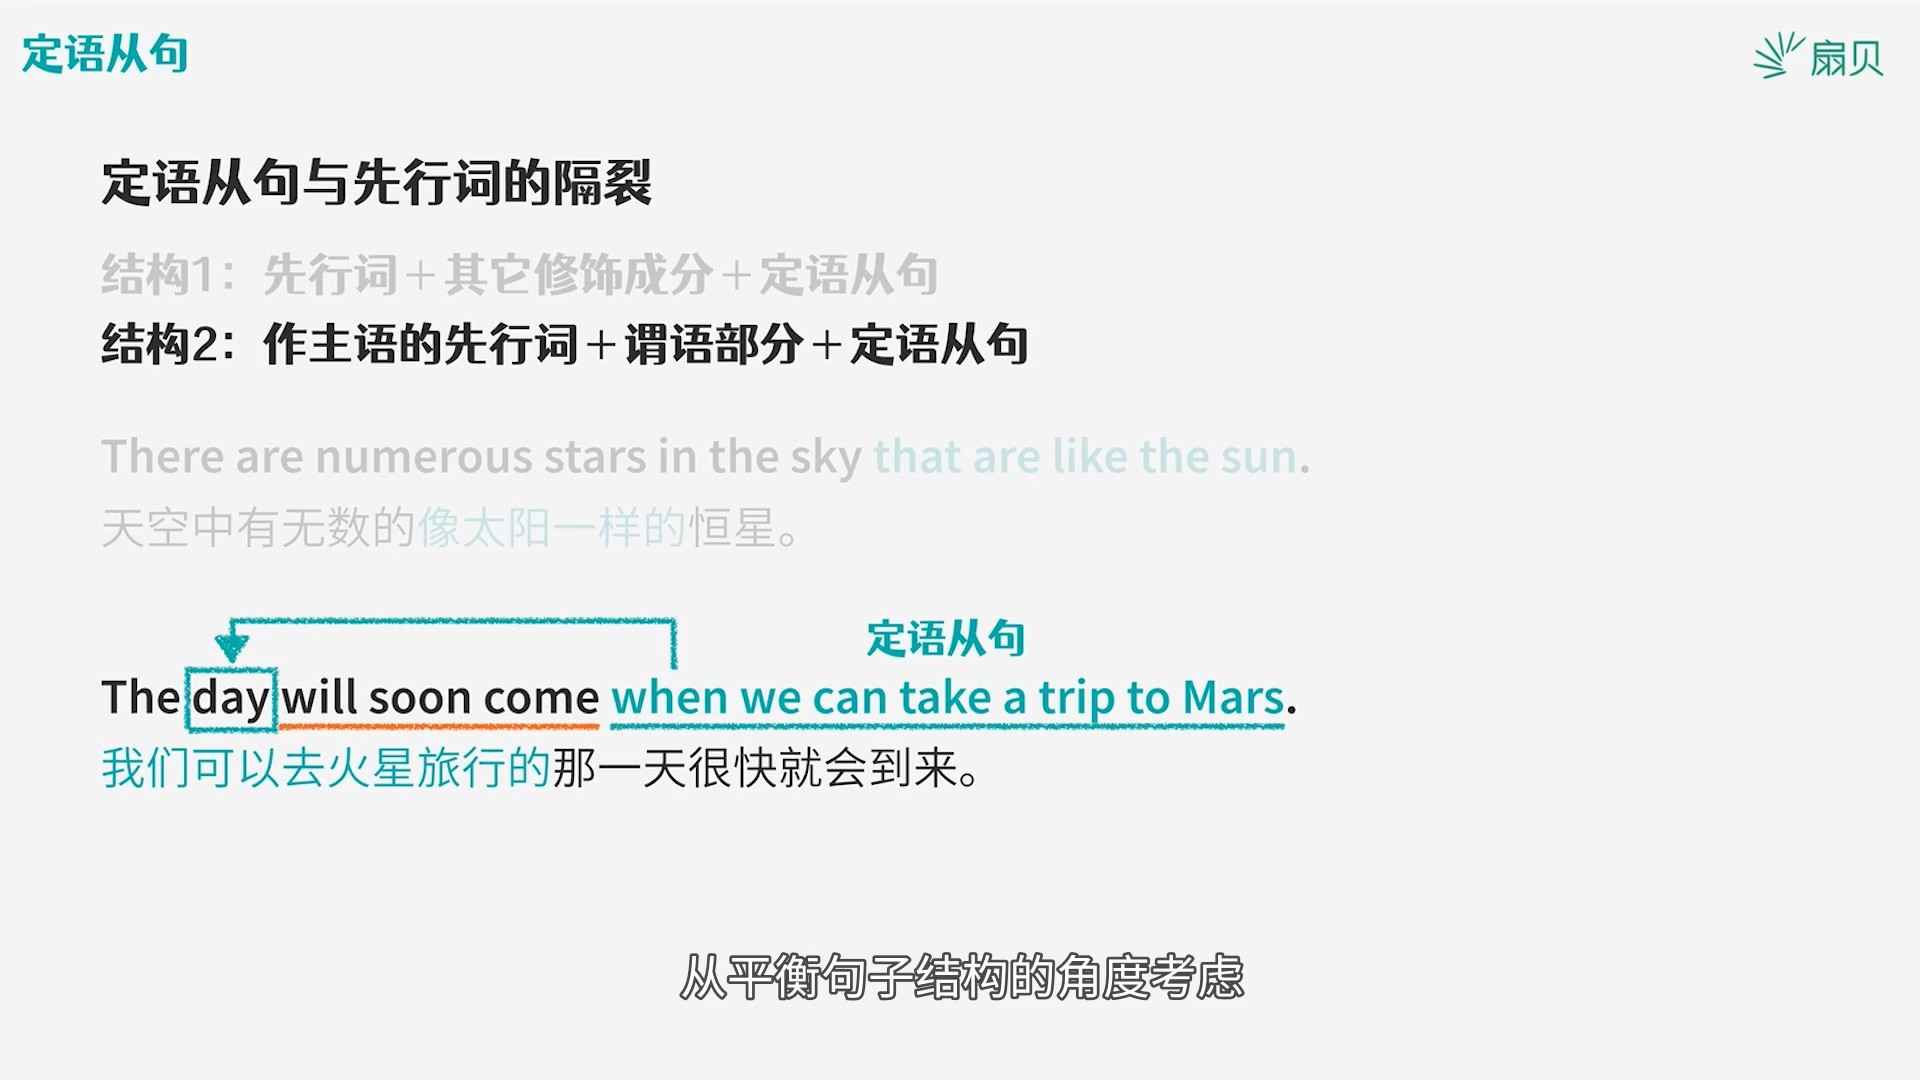 定语从句
扇贝
定语从句与先行词的隔裂
结构1：先行词＋其它修饰成分＋定语从句
结构2：作主语的先行词＋谓语部分＋定语从句
There are numerous stars in the sky that are like the sun.
天空中有无数的像太阳一样的恒星。
定语从句
The day will soon come when we can take a trip to Mars.
我们可以去火星旅行的那一天很快就会到来。
从平衡句子结构的角度考虑